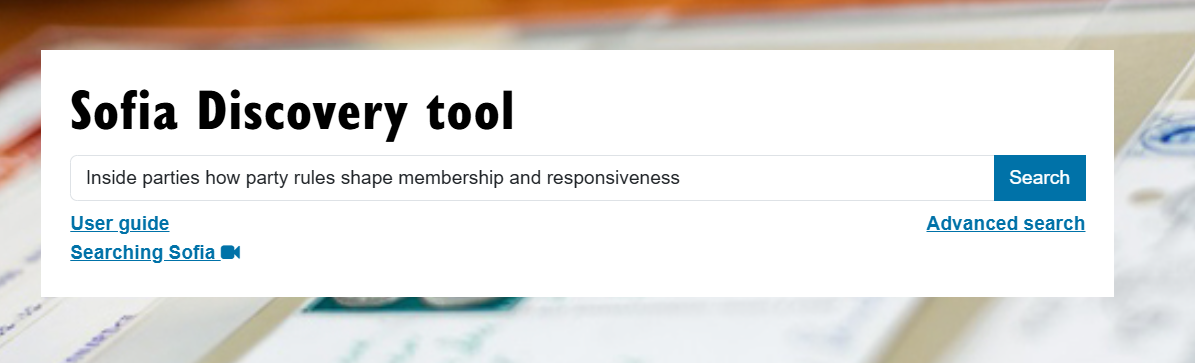 Sofia Discovery tool
Inside parties how party rules shape membership and responsiveness
Search
User guide
Advanced search
Searching Sofia